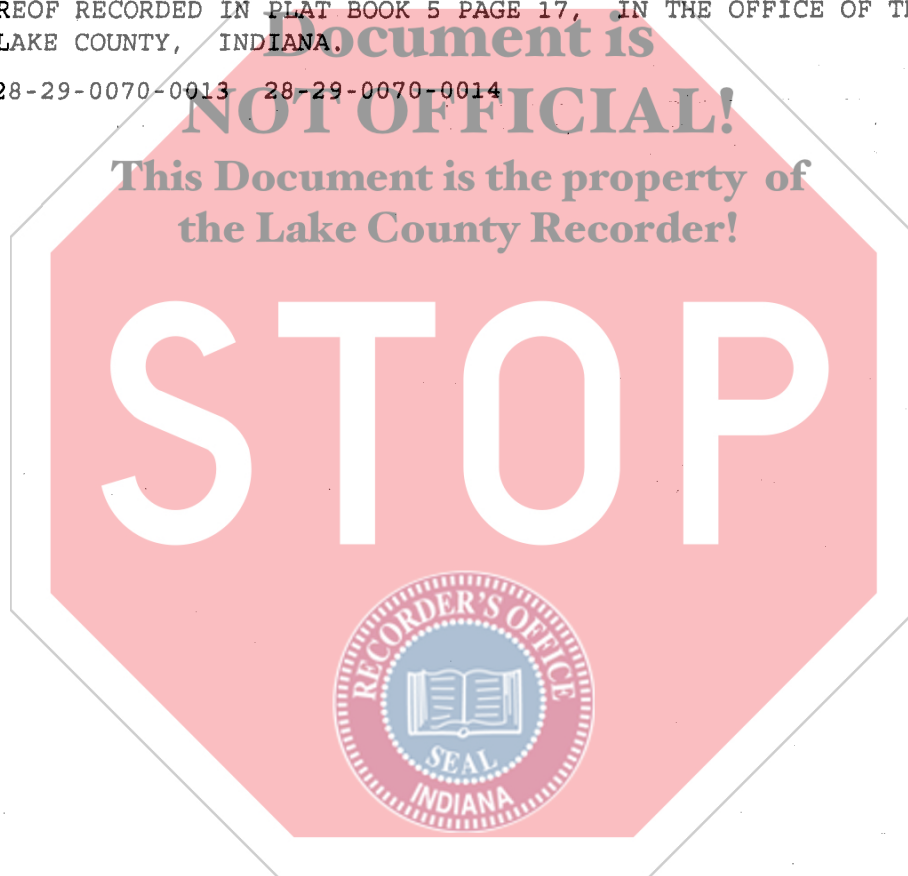 REOF RECORDED IN PLAT BOOK 5 PAGE 17, IN THE OFFICE OF
LAKE COUNTY, INDIANA.
Document is
28-29-0070-0013 28-29-0070-0014
NOT OFFICIAL!
This Document is the property of
the Lake County Recorder!
STOP
RECORDER'S OFFICE
SEAL
INDIANA